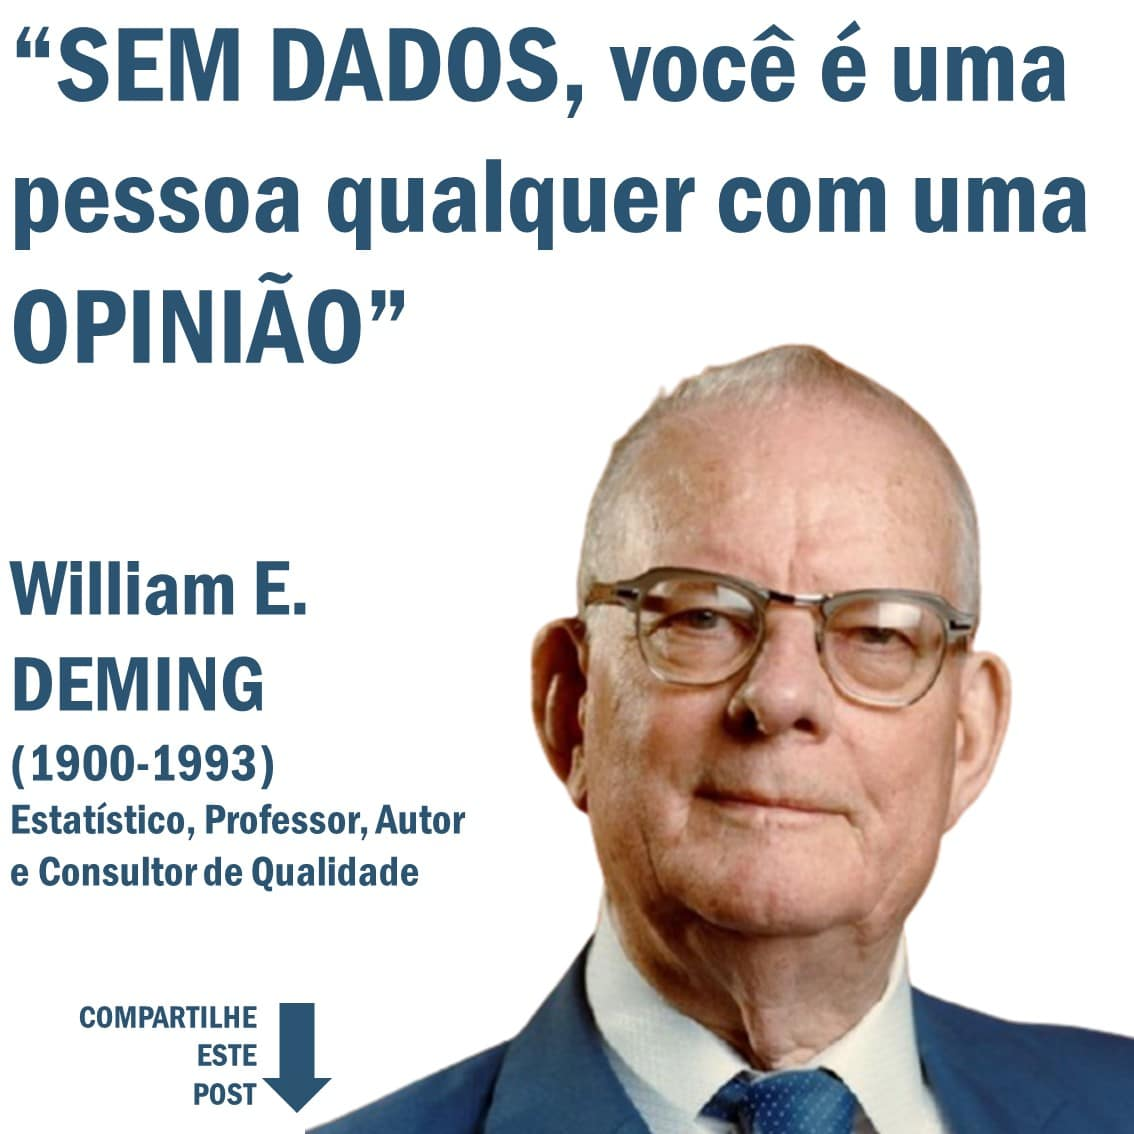 “SEM DADOS, você é uma
pessoa qualquer com uma
OPINIÃO”
William E.
DEMING
(1900-1993)
Estatístico, Professor, Autor
e Consultor de Qualidade
COMPARTILHE
ESTE
POST